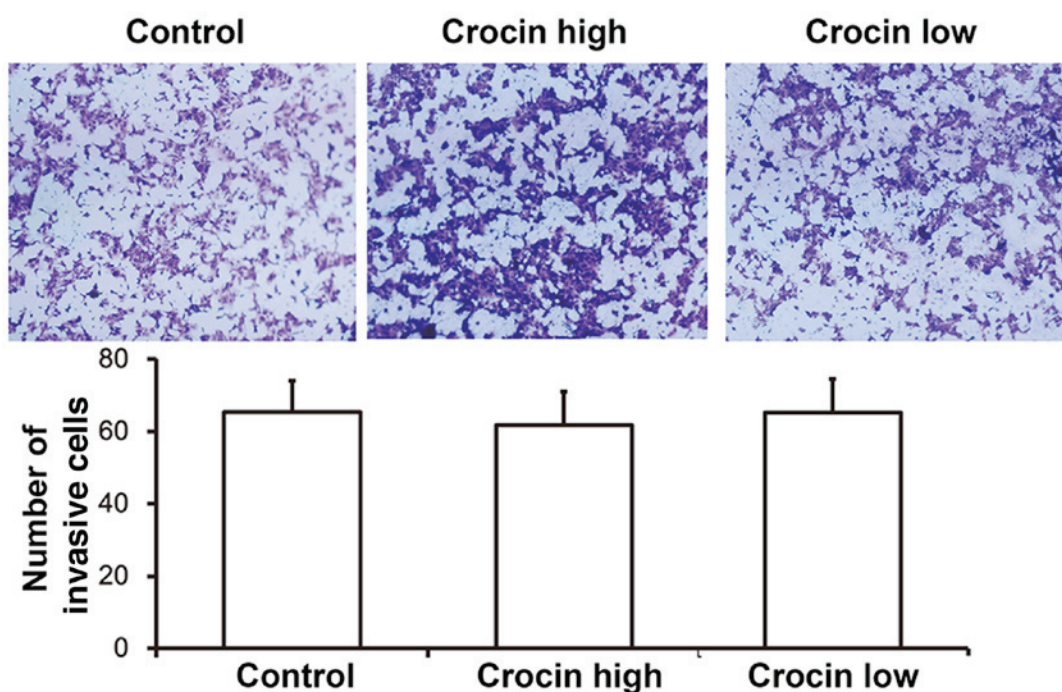 Control
Crocin high
Crocin low
Number of
invasive cells
80
60
40
20
0
Control
Crocin high
Crocin low